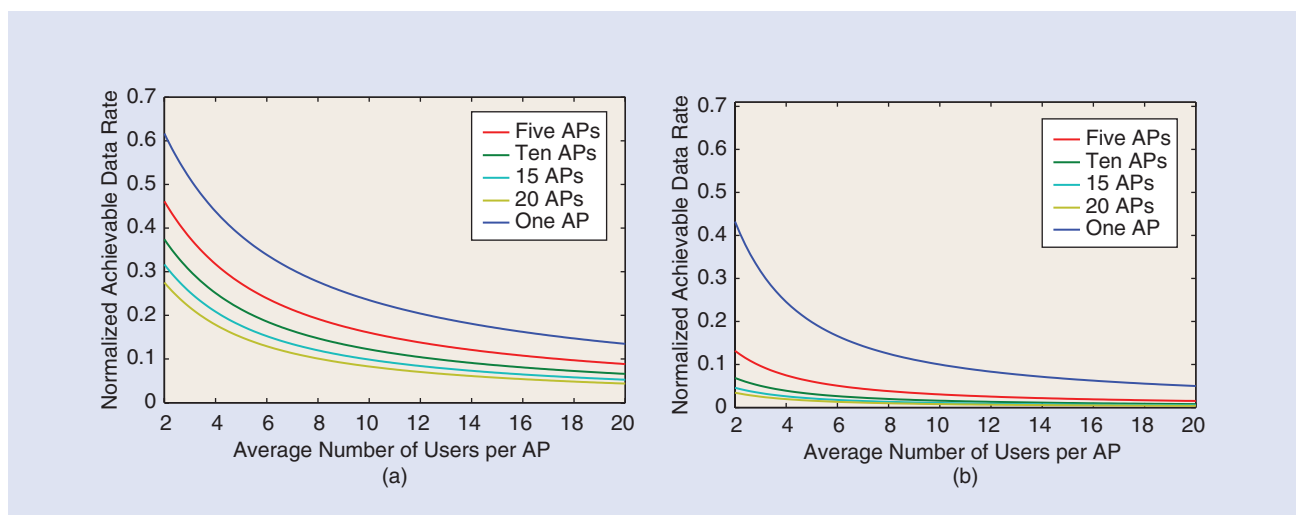 Normalized Achievable Data Rate
0.7
0.6
0.5
0.4
0.3
0.2
0.1
0
2 4 6 8 10 12 14 16 18 20
Five APs
Ten APs
15 APs
20 APs
One AP
Average Number of Users per AP
(a)
Normalized Achievable Data Rate
0.7
0.6
0.5
0.4
0.3
0.2
0.1
0
2 4 6 8 10 12 14 16 18 20
Five APs
Ten APs
15 APs
20 APs
One AP
Average Number of Users per AP
(b)